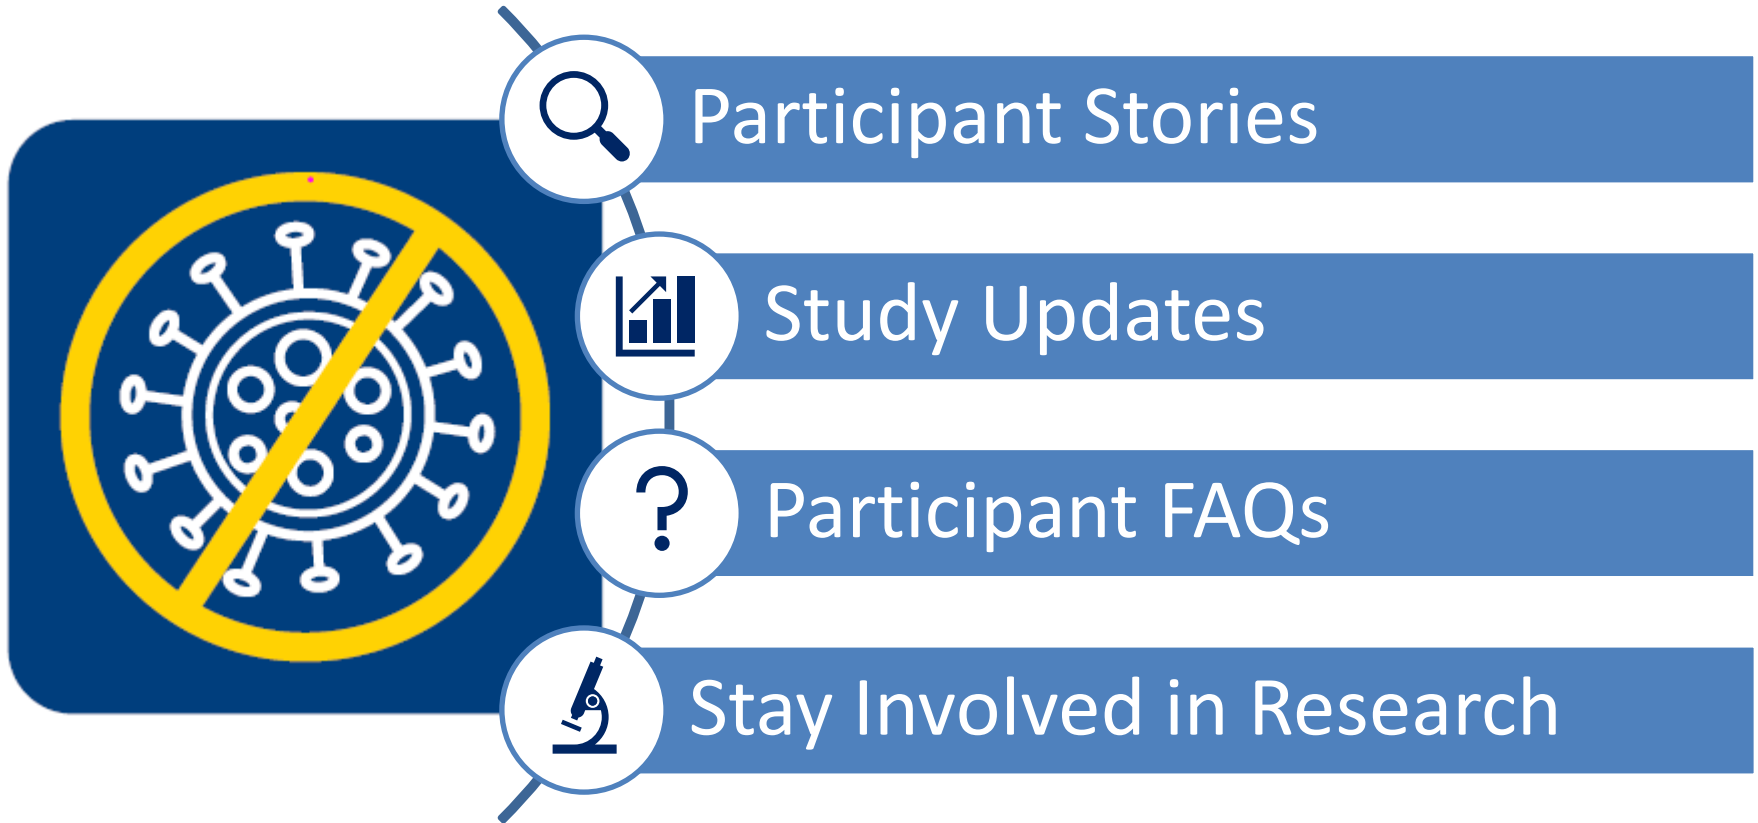 Participant Stories
Study Updates
Participant FAQs
Stay Involved in Research